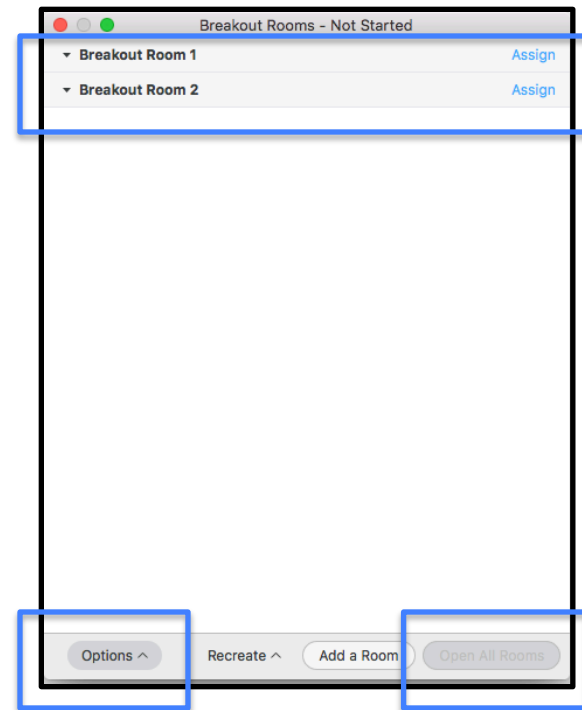 Breakout Rooms - Not Started
Breakout Room 1 Assign
Breakout Room 2 Assign
Options Recreate Add a Room Open All Rooms